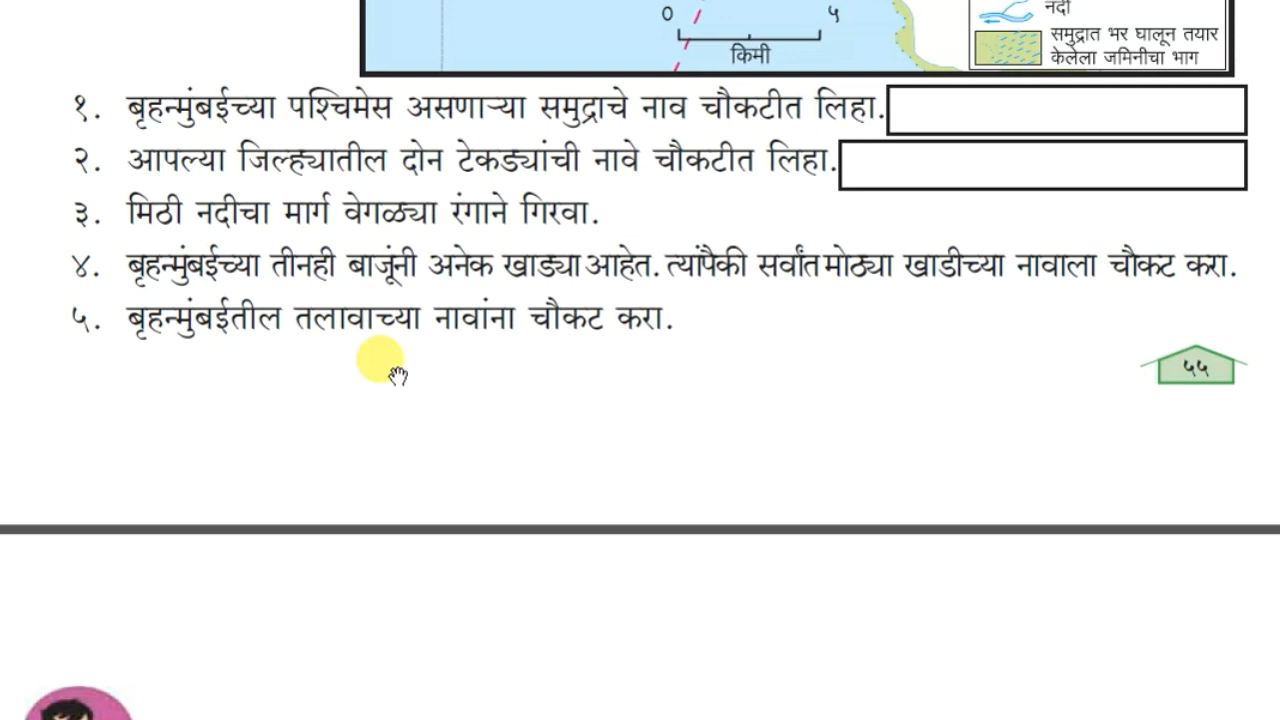 ० ५
किमी
नदी
समुद्रात भर घालून तयार
केलेला जमिनीचा भाग
१. बृहन्मुंबईच्या पश्चिमेस असणाऱ्या समुद्राचे नाव चौकटीत लिहा.
२. आपल्या जिल्ह्यातील दोन टेकड्यांची नावे चौकटीत लिहा.
३. मिठी नदीचा मार्ग वेगळ्या रंगाने गिरवा.
४. बृहन्मुंबईच्या तीनही बाजूंनी अनेक खाड्या आहेत. त्यांपैकी सर्वांत मोठ्या खाडीच्या नावाला चौकट करा.
५. बृहन्मुंबईतील तलावाच्या नावांना चौकट करा.
५५